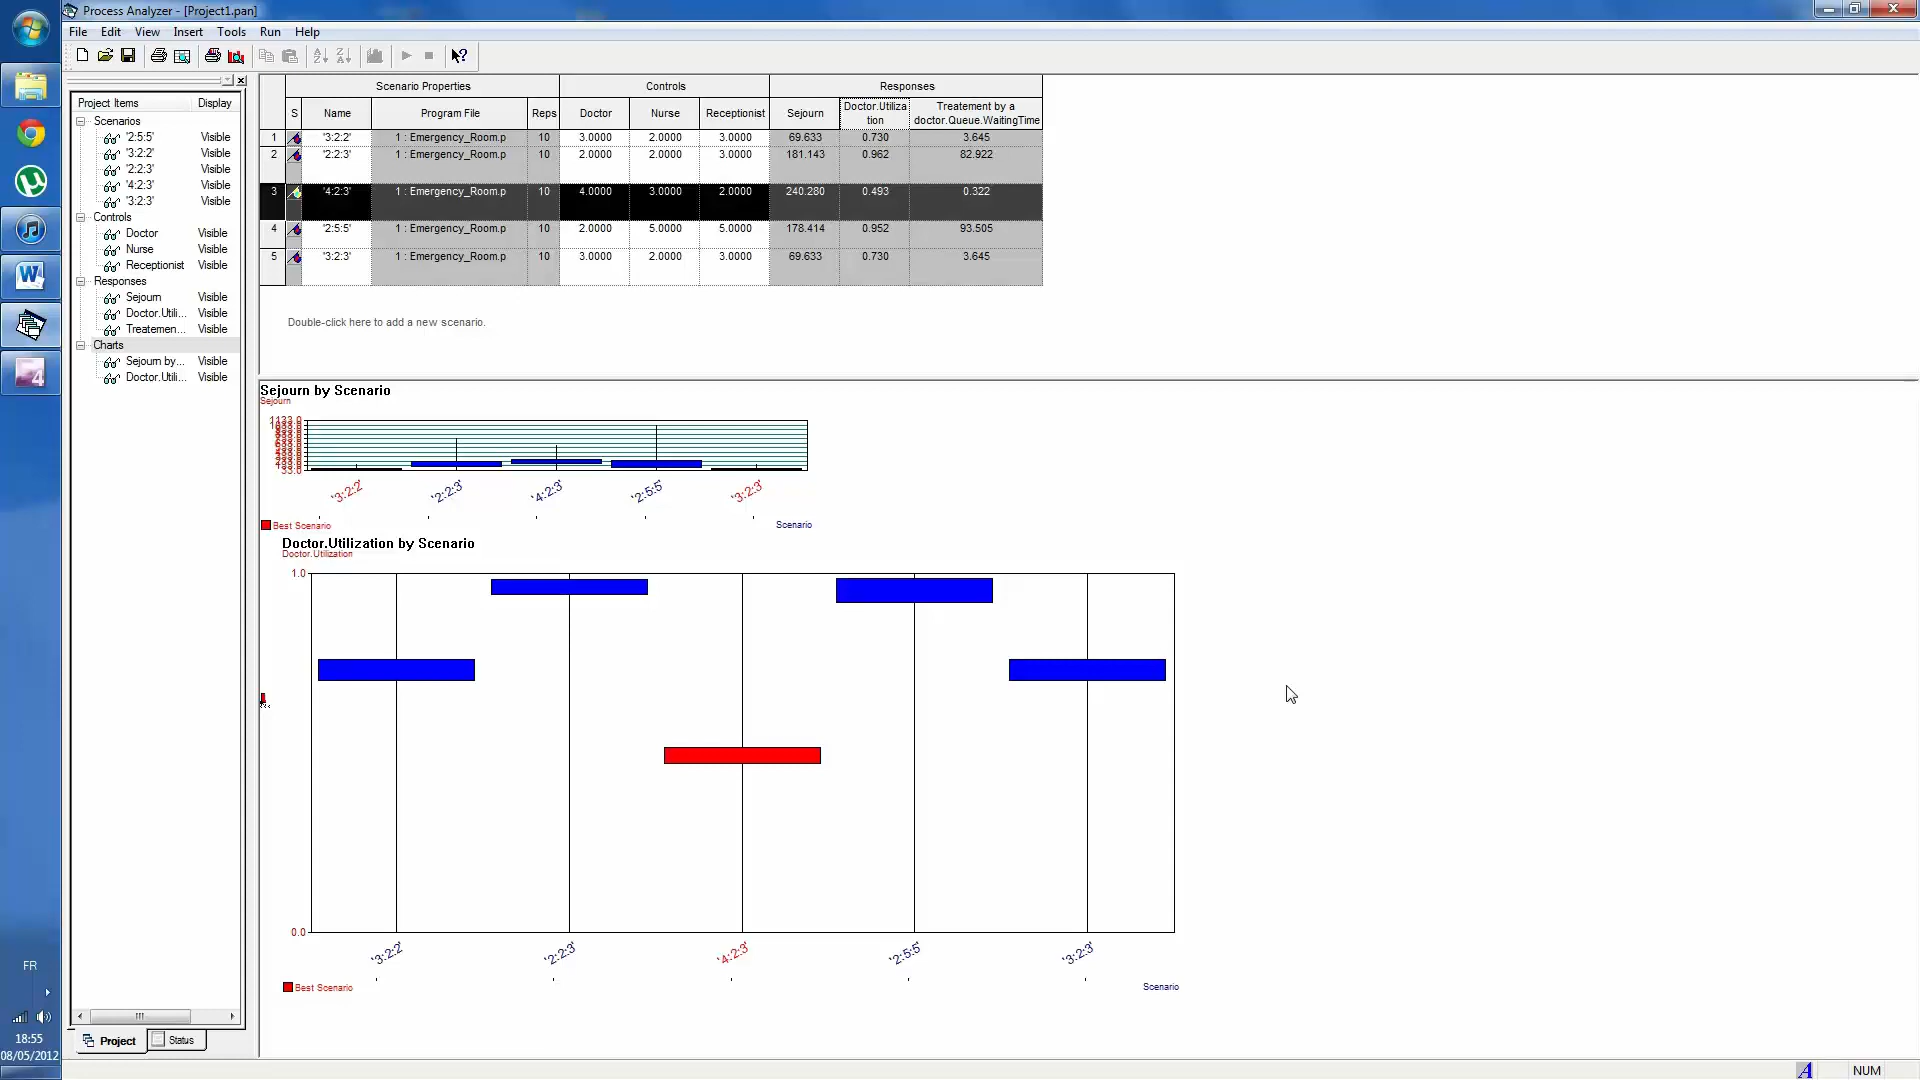 Process Analyzer - [Project1.pan]
File Edit View Insert Tools Run Help
Project Items Display
Scenarios
'2:5:5' Visible
'3:2:2' Visible
'2:2:3' Visible
'4:2:3' Visible
'3:2:3' Visible
Controls
Doctor Visible
Nurse Visible
Receptionist Visible
Responses
Sejourn Visible
Doctor.Utili... Visible
Treatemen... Visible
Charts
Sejourn by... Visible
Doctor.Utili... Visible
Project Status
Scenario Properties Controls Responses
S Name Program File Reps Doctor Nurse Receptionist Sejourn Doctor.Utiliza
tion Treatement by a
doctor.Queue.WaitingTime
1 '3:2:2' 1 : Emergency_Room.p 10 3.0000 2.0000 3.0000 69.633 0.730 3.645
2 '2:2:3' 1 : Emergency_Room.p 10 2.0000 2.0000 3.0000 181.143 0.962 82.922
3 '4:2:3' 1 : Emergency_Room.p 10 4.0000 3.0000 2.0000 240.280 0.493 0.322
4 '2:5:5' 1 : Emergency_Room.p 10 2.0000 5.0000 5.0000 178.414 0.952 93.505
5 '3:2:3' 1 : Emergency_Room.p 10 3.0000 2.0000 3.0000 69.633 0.730 3.645
Double-click here to add a new scenario.
Sejourn by Scenario
Sejourn
33.0
'3:2:2' '2:2:3' '4:2:3' '2:5:5' '3:2:3'
Best Scenario Scenario
Doctor.Utilization by Scenario
Doctor.Utilization
1.0
0.0
'3:2:2' '2:2:3' '4:2:3' '2:5:5' '3:2:3'
Best Scenario Scenario
FR
18:55
08/05/2012
NUM